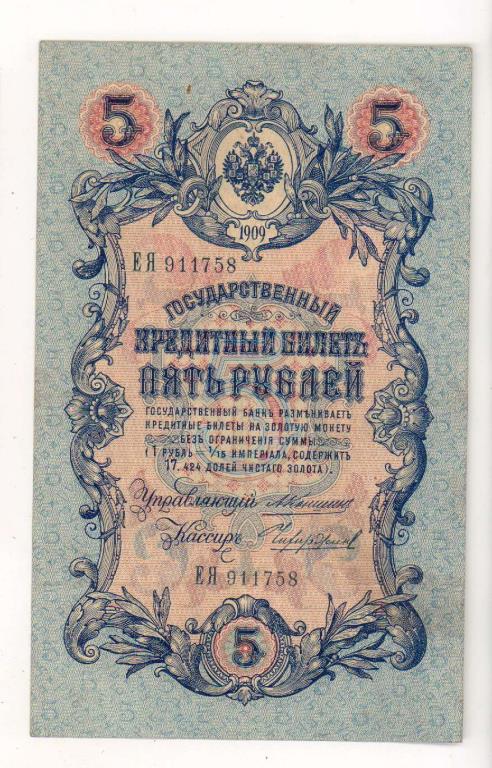 5 5
1909
ЕЯ 911758
ГОСУДАРСТВЕННЫЙ
КРЕДИТНЫЙ БИЛЕТЪ
ПЯТЬ РУБЛЕЙ
ГОСУДАРСТВЕННЫЙ БАНКЪ РАЗМѢНИВАЕТЪ
КРЕДИТНЫЕ БИЛЕТЫ НА ЗОЛОТУЮ МОНЕТУ
БЕЗЪ ОГРАНИЧЕНІЯ СУММЫ
(1 РУБЛЬ = 1/15 ИМПЕРІАЛА, СОДЕРЖИТЪ
17,424 ДОЛЕЙ ЧИСТАГО ЗОЛОТА).
Управляющій
Кассиръ
ЕЯ 911758
5